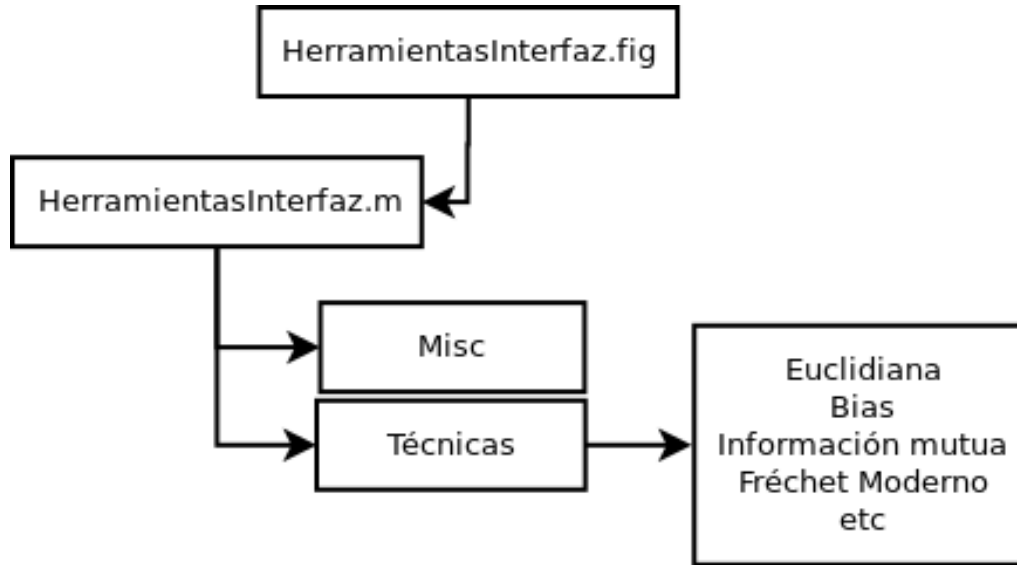 HerramientasInterfaz.fig
HerramientasInterfaz.m
Misc
Técnicas
Euclidiana
Bias
Información mutua
Fréchet Moderno
etc